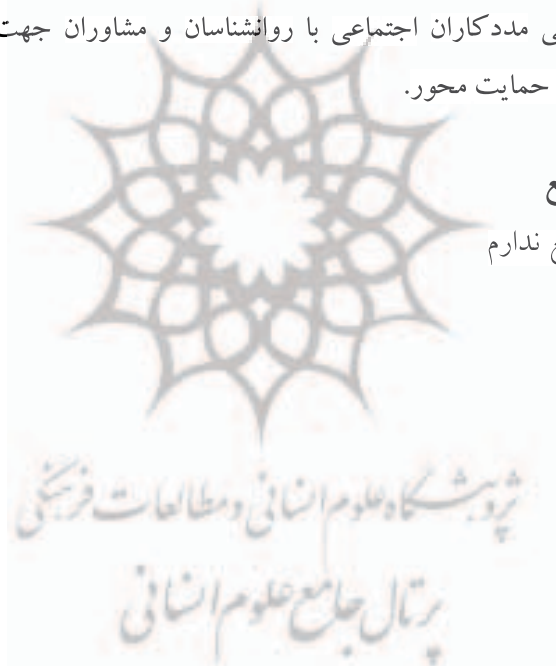 مددکاران اجتماعی با روانشناسان و مشاوران جهت
حمایت محور.
ندارم
پژوهشگاه علوم انسانی و مطالعات فرهنگی
پرتال جامع علوم انسانی